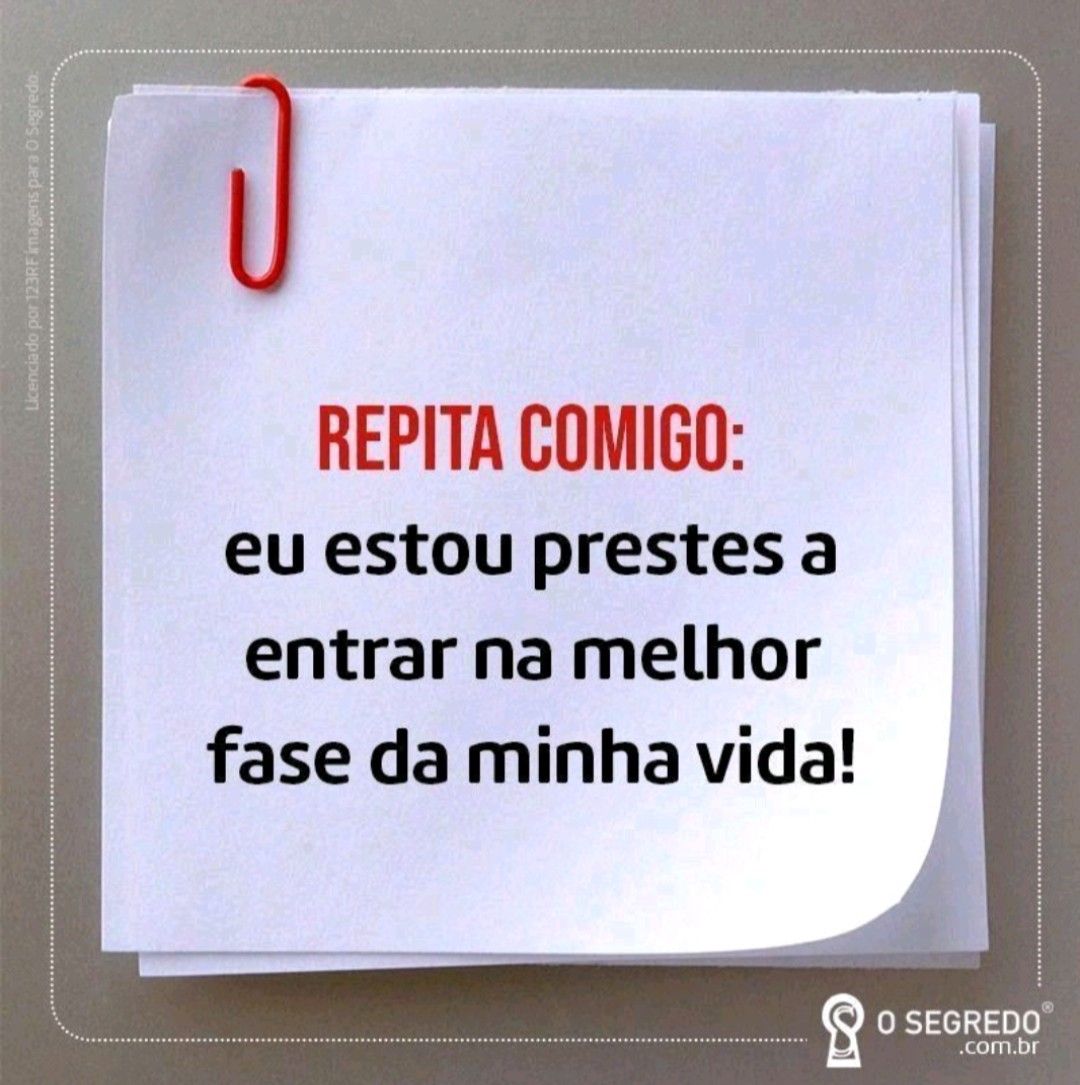 Licenciado por 123RF imagens para O Segredo.
REPITA COMIGO:
eu estou prestes a
entrar na melhor
fase da minha vida!
O SEGREDO®
.com.br